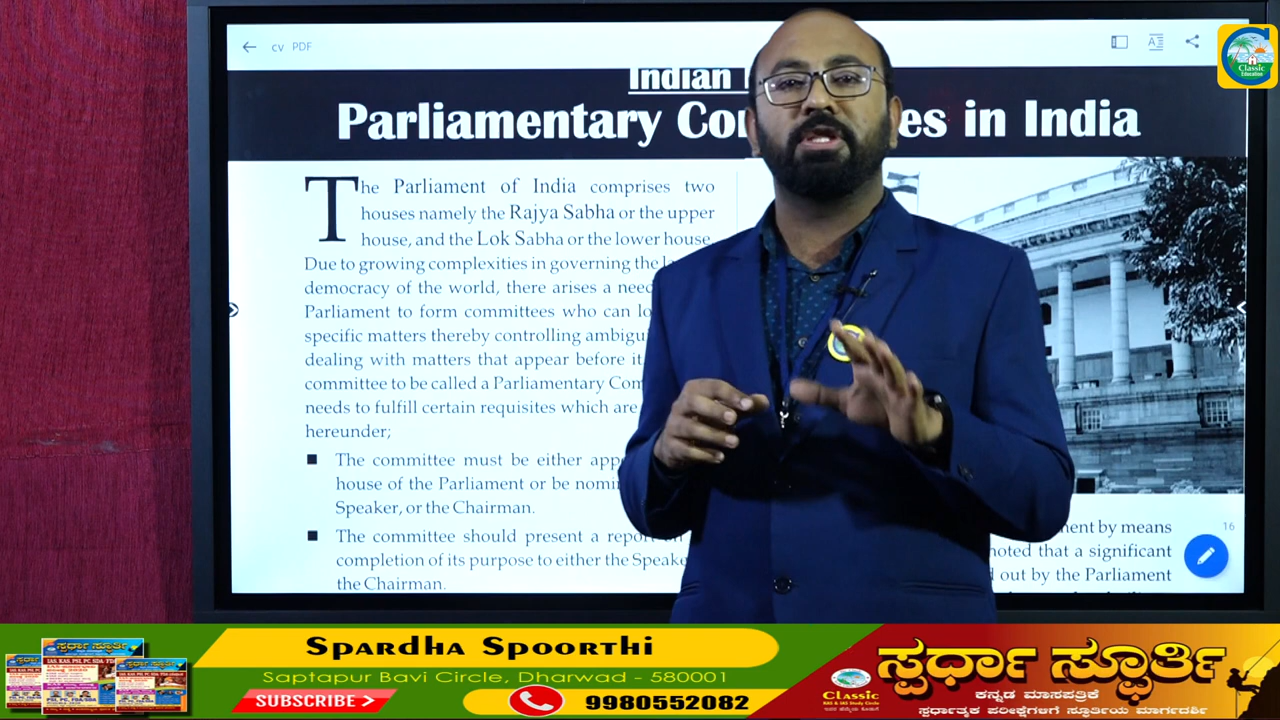 cv PDF
Indian
Parliamentary Co es in India
The Parliament of India comprises two
houses namely the Rajya Sabha or the upper
house, and the Lok Sabha or the lower house
Due to growing complexities in governing the
democracy of the world, there arises a need
Parliament to form committees who can
specific matters thereby controlling
dealing with matters that appear before it
committee to be called a Parliamentary
needs to fulfill certain requisites which are
hereunder;
■ The committee must be either
house of the Parliament or be
Speaker, or the Chairman.
■ The committee should present a report
completion of its purpose to either the
the Chairman.
by means
noted that a significant
out by the Parliament
16
Classic
Education
Spardha Spoorthi
Saptapur Bavi Circle, Dharwad - 580001
SUBSCRIBE >
9980552082
ಸ್ಪರ್ಧಾ ಸ್ಫೂರ್ತಿ
ಕನ್ನಡ ಮಾಸಪತ್ರಿಕೆ
ಸ್ಪರ್ಧಾತ್ಮಕ ಪರೀಕ್ಷೆಗಳಿಗೆ ಸ್ಫೂರ್ತಿಯ ಮಾರ್ಗದರ್ಶಿ
Classic
KAS & IAS Study Circle